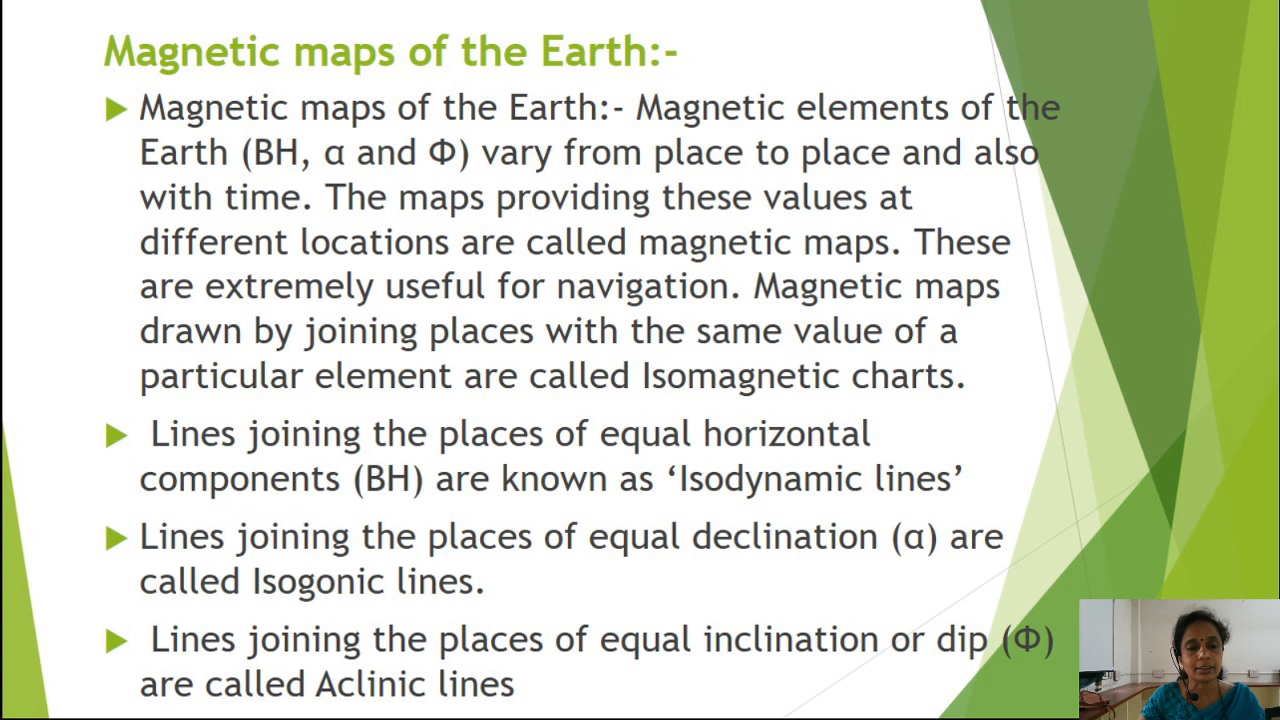 Magnetic maps of the Earth:-
Magnetic maps of the Earth:- Magnetic elements of the
Earth (BH, α and Φ) vary from place to place and also
with time. The maps providing these values at
different locations are called magnetic maps. These
are extremely useful for navigation. Magnetic maps
drawn by joining places with the same value of a
particular element are called Isomagnetic charts.
Lines joining the places of equal horizontal
components (BH) are known as ‘Isodynamic lines’
Lines joining the places of equal declination (α) are
called Isogonic lines.
Lines joining the places of equal inclination or dip (Φ)
are called Aclinic lines